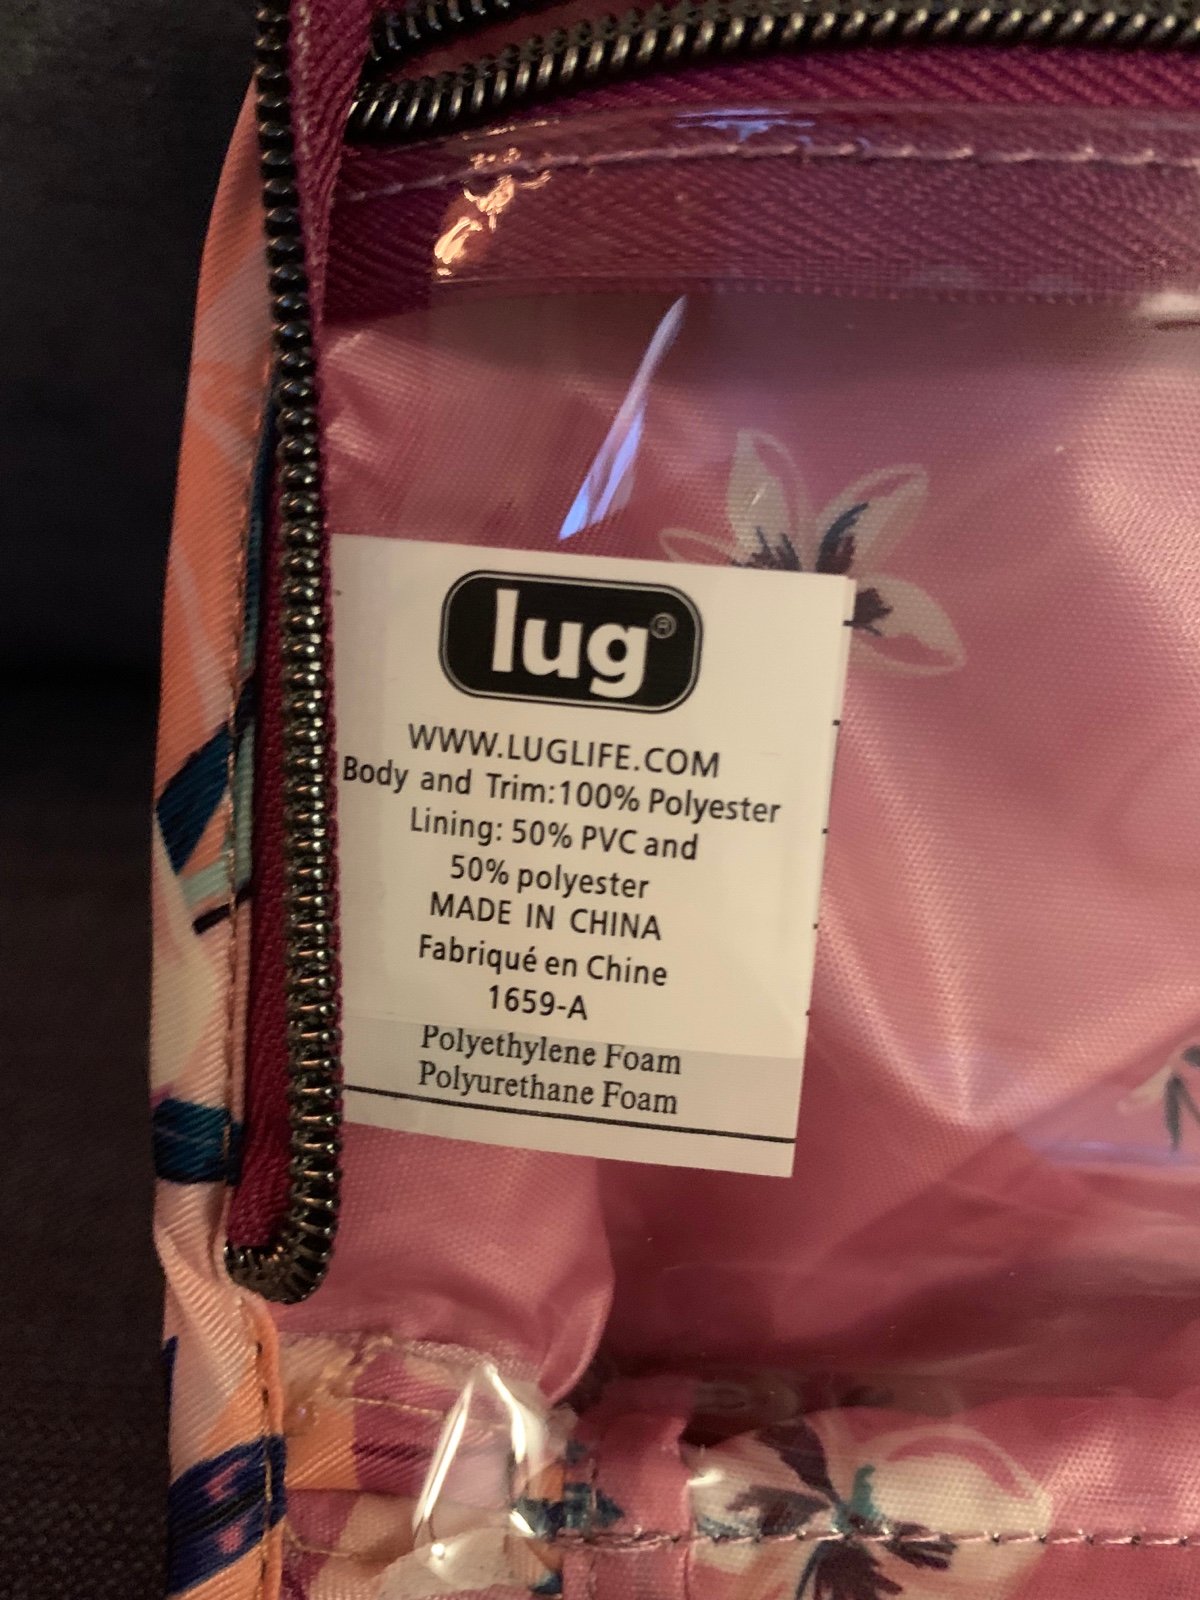 lug®
WWW.LUGLIFE.COM
Body and Trim:100% Polyester
Lining: 50% PVC and
50% polyester
MADE IN CHINA
Fabriqué en Chine
1659-A
Polyethylene Foam
Polyurethane Foam